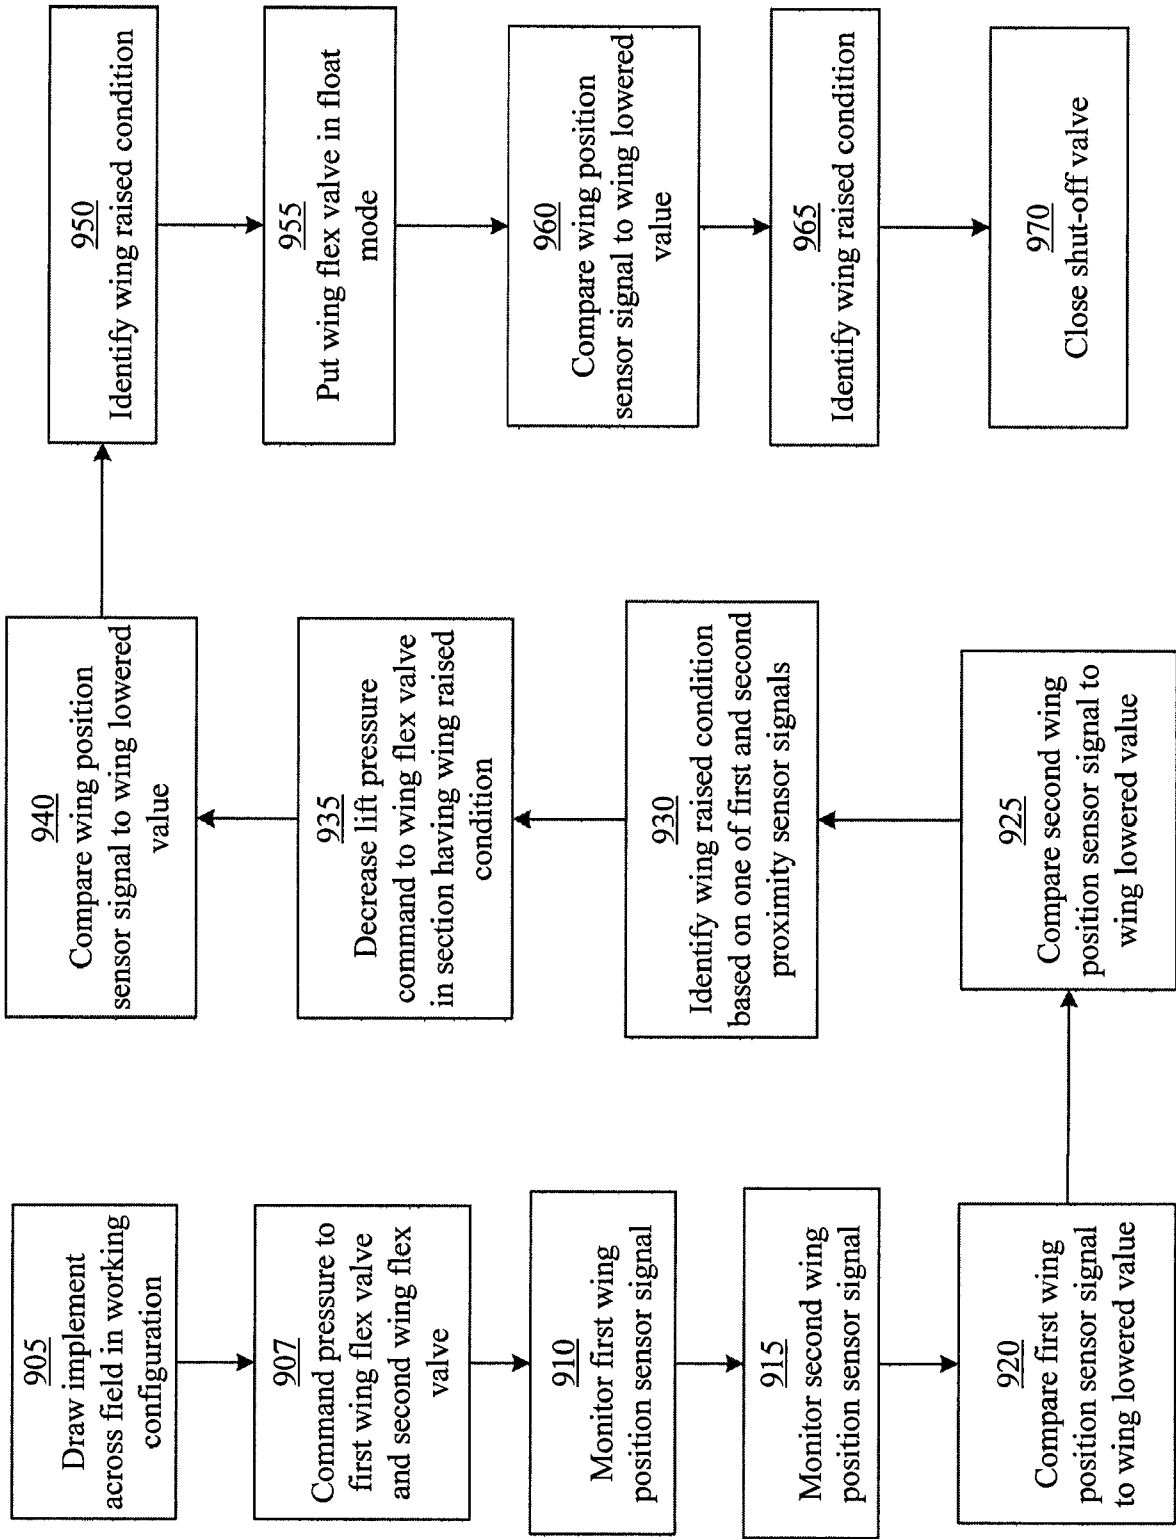 905
Draw implement
across field in working
configuration
907
Command pressure to
first wing flex valve
and second wing flex
valve
910
Monitor first wing
position sensor signal
915
Monitor second wing
position sensor signal
920
Compare first wing
position sensor signal
to wing lowered value
925
Compare second wing
position sensor signal to
wing lowered value
930
Identify wing raised condition
based on one of first and second
proximity sensor signals
935
Decrease lift pressure
command to wing flex valve
in section having wing raised
condition
940
Compare wing position
sensor signal to wing lowered
value
950
Identify wing raised condition
955
Put wing flex valve in float
mode
960
Compare wing position
sensor signal to wing lowered
value
965
Identify wing raised condition
970
Close shut-off valve